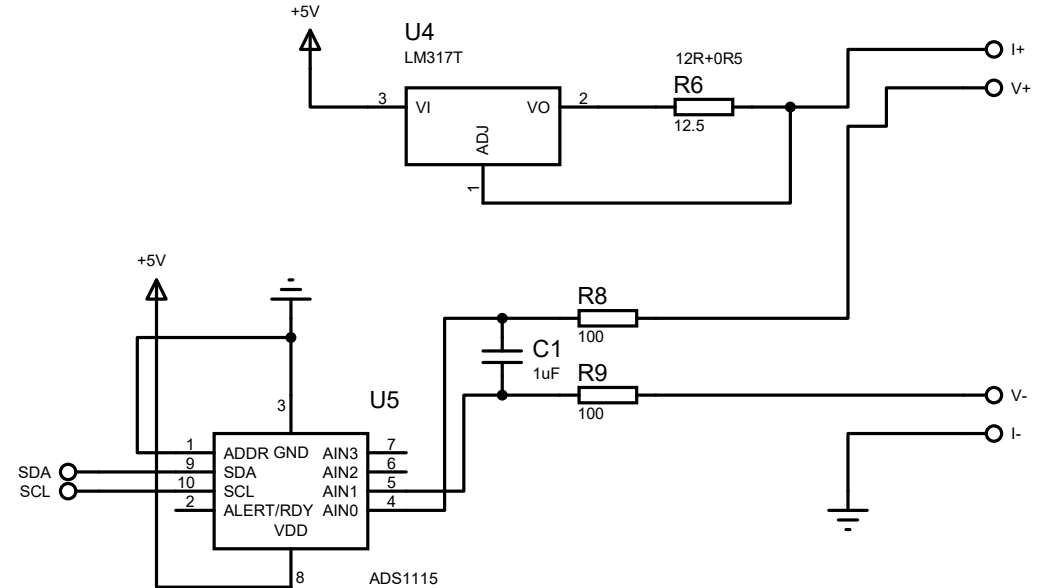 +5V
U4
LM317T
3
VI
VO
2
ADJ
1
12R+0R5
R6
12.5
I+
V+
+5V
R8
100
C1
1uF
R9
100
V-
I-
3
U5
1
ADDR
GND
AIN3
7
SDA
9
SDA
AIN2
6
SCL
10
SCL
AIN1
5
2
ALERT/RDY
AIN0
4
VDD
8
ADS1115